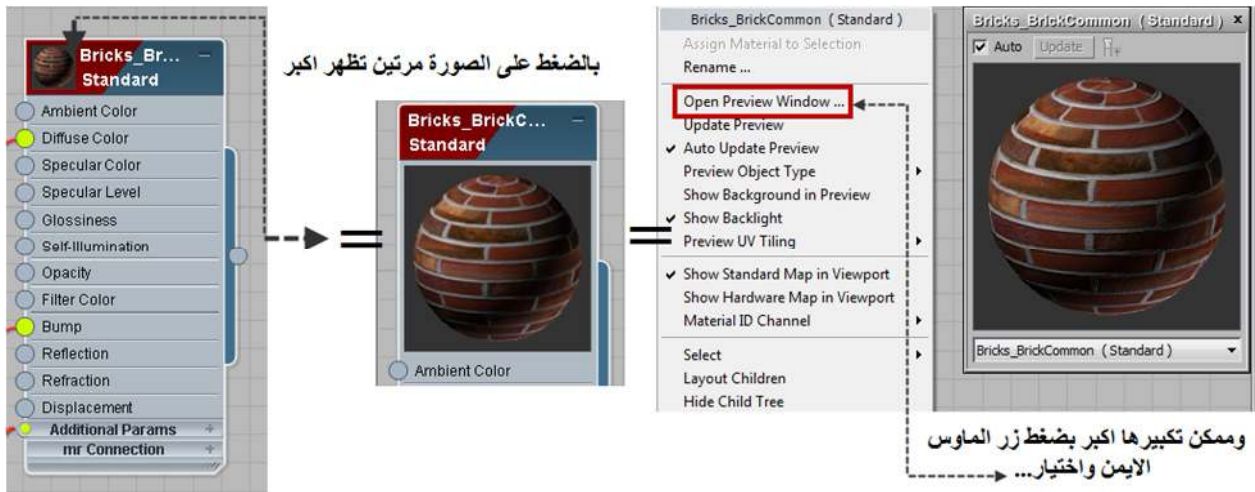 Bricks_Br...
Standard
Ambient Color
Diffuse Color
Specular Color
Specular Level
Glossiness
Self-Illumination
Opacity
Filter Color
Bump
Reflection
Refraction
Displacement
Additional Params +
mr Connection +
بالضغط على الصورة مرتين تظهر اكبر
=
Bricks_BrickC...
Standard
Ambient Color
=
Bricks_BrickCommon ( Standard )
Assign Material to Selection
Rename ...
Open Preview Window ...
Update Preview
Auto Update Preview
Preview Object Type
Show Background in Preview
Show Backlight
Preview UV Tiling
Show Standard Map in Viewport
Show Hardware Map in Viewport
Material ID Channel
Select
Layout Children
Hide Child Tree
Bricks_BrickCommon ( Standard ) x
Auto Update
Bricks_BrickCommon ( Standard )
وممكن تكبيرها اكبر بضغط زر الماوس
الايمن واختيار...